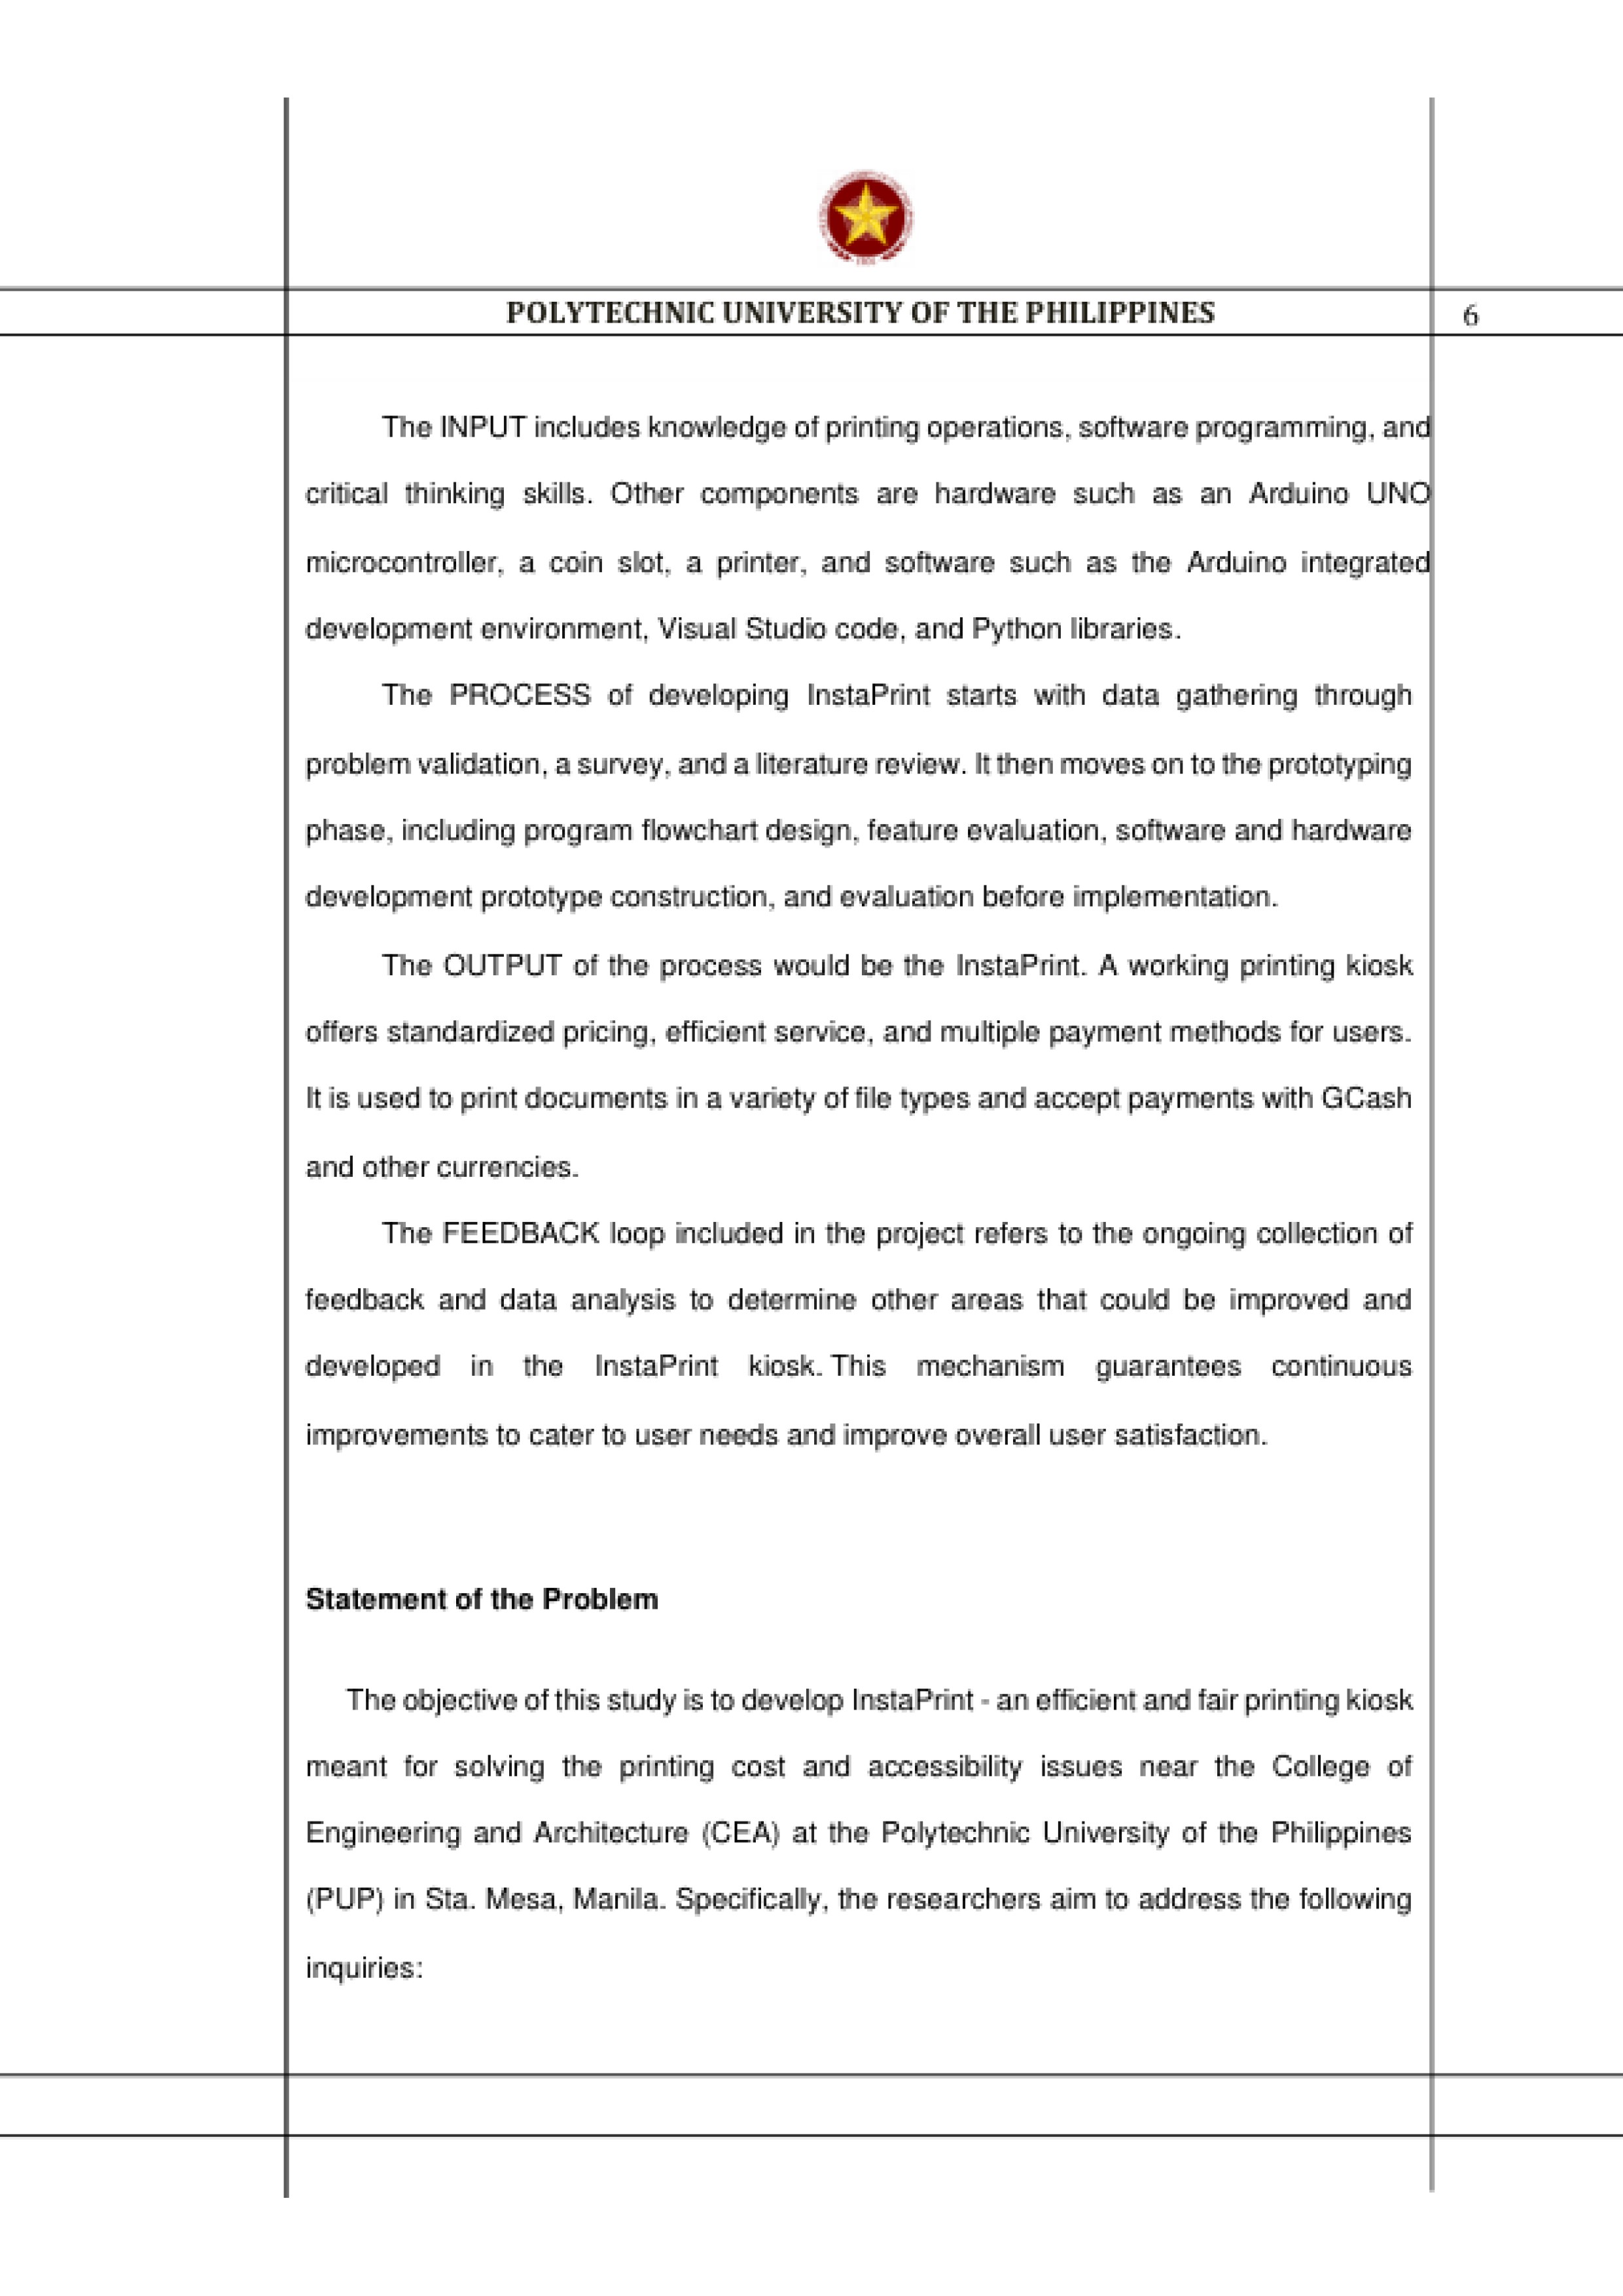 POLYTECHNIC UNIVERSITY OF THE PHILIPPINES
6
The INPUT includes knowledge of printing operations, software programming, and
critical thinking skills. Other components are hardware such as an Arduino UNO
microcontroller, a coin slot, a printer, and software such as the Arduino integrated
development environment, Visual Studio code, and Python libraries.
The PROCESS of developing InstaPrint starts with data gathering through
problem validation, a survey, and a literature review. It then moves on to the prototyping
phase, including program flowchart design, feature evaluation, software and hardware
development prototype construction, and evaluation before implementation.
The OUTPUT of the process would be the InstaPrint. A working printing kiosk
offers standardized pricing, efficient service, and multiple payment methods for users.
It is used to print documents in a variety of file types and accept payments with GCash
and other currencies.
The FEEDBACK loop included in the project refers to the ongoing collection of
feedback and data analysis to determine other areas that could be improved and
developed in the InstaPrint kiosk. This mechanism guarantees continuous
improvements to cater to user needs and improve overall user satisfaction.
Statement of the Problem
The objective of this study is to develop InstaPrint - an efficient and fair printing kiosk
meant for solving the printing cost and accessibility issues near the College of
Engineering and Architecture (CEA) at the Polytechnic University of the Philippines
(PUP) in Sta. Mesa, Manila. Specifically, the researchers aim to address the following
inquiries: